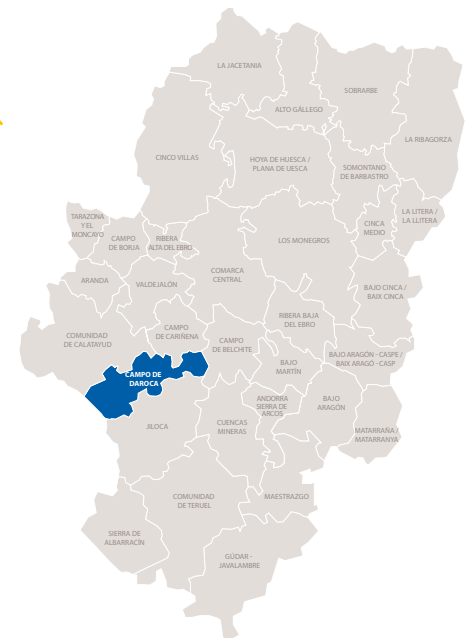 LA JACETANIA
SOBRARBE
ALTO GÁLLEGO
LA RIBAGORZA
CINCO VILLAS
HOYA DE HUESCA /
PLANA DE UESCA
SOMONTANO
DE BARBASTRO
TARAZONA
Y EL
MONCAYO
CAMPO
DE BORJA
RIBERA
ALTA DEL EBRO
LOS MONEGROS
CINCA
MEDIO
LA LITERA /
LA LLITERA
ARANDA
VALDEJALÓN
COMARCA
CENTRAL
BAJO CINCA /
BAIX CINCA
COMUNIDAD
DE CALATAYUD
CAMPO
DE CARIÑENA
CAMPO
DE BELCHITE
RIBERA BAJA
DEL EBRO
BAJO
MARTÍN
BAJO ARAGÓN - CASPE /
BAIX ARAGÓ - CASP
CAMPO DE
DAROCA
ANDORRA
SIERRA DE
ARCOS
BAJO
ARAGÓN
JILOCA
CUENCAS
MINERAS
MATARRAÑA /
MATARRANYA
COMUNIDAD
DE TERUEL
MAESTRAZGO
SIERRA DE
ALBARRACÍN
GÚDAR -
JAVALAMBRE